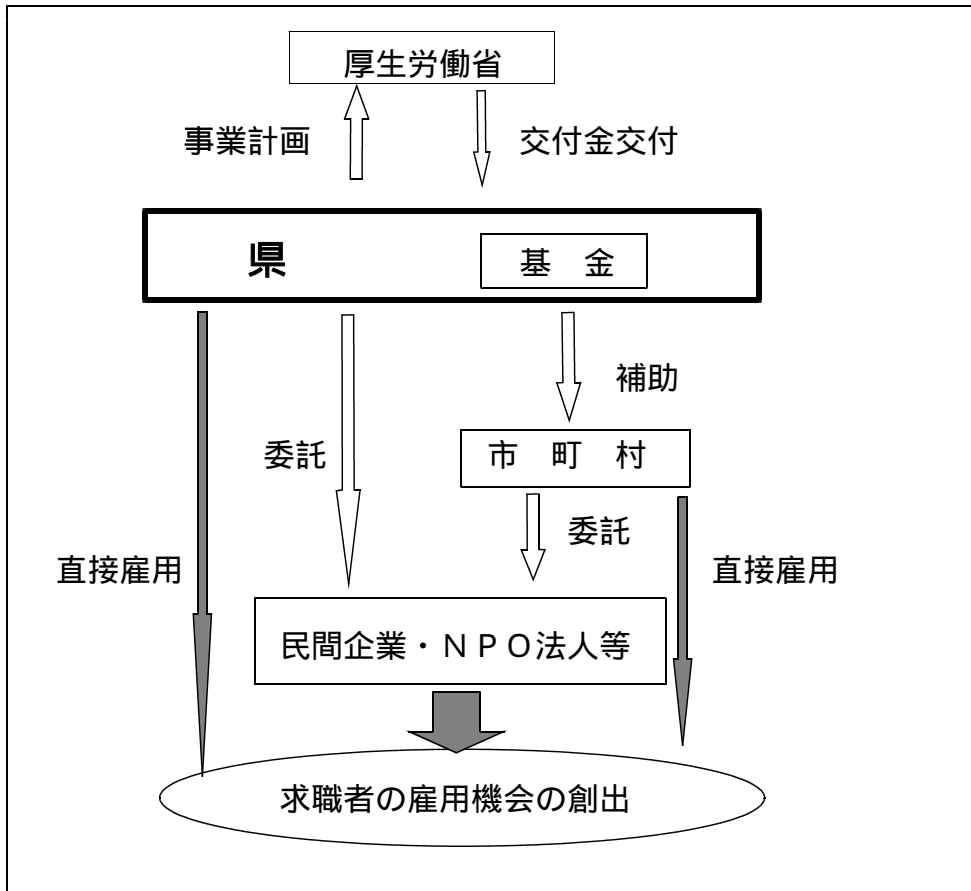 厚生労働省
事業計画
交付金交付
県
基　金
補助
市　町　村
委託
委託
直接雇用
直接雇用
民間企業・ＮＰＯ法人等
求職者の雇用機会の創出